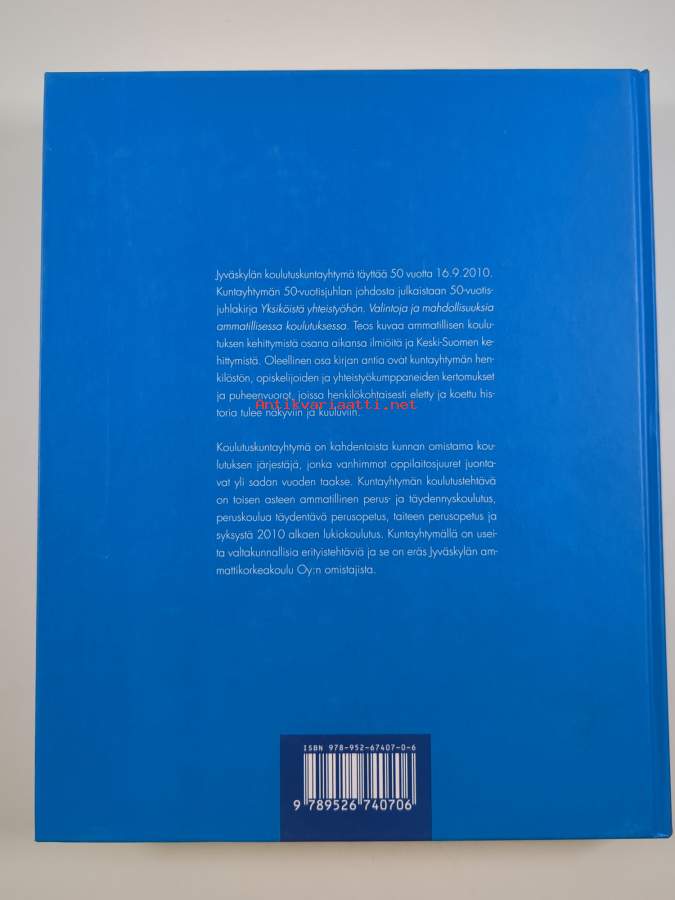 Jyväskylän koulutuskuntayhtymä täyttää 50 vuotta 16.9.2010.
Kuntayhtymän 50-vuotisjuhlan johdosta julkaistaan 50-vuotis-
juhlakirja Yksiköistä yhteistyöhön. Valintoja ja mahdollisuuksia
ammatillisessa koulutuksessa. Teos kuvaa ammatillisen koulu-
tuksen kehittymistä osana aikansa ilmiöitä ja Keski-Suomen ke-
hittymistä. Oleellinen osa kirjan antia ovat kuntayhtymän hen-
kilöstön, opiskelijoiden ja yhteistyökumppaneiden kertomukset
ja puheenvuorot, joissa henkilökohtaisesti eletty ja koettu his-
Antikvariaatti.net
toria tulee näkyviin ja kuuluviin.
Koulutuskuntayhtymä on kahdentoista kunnan omistama kou-
lutuksen järjestäjä, jonka vanhimmat oppilaitosjuuret juonta-
vat yli sadan vuoden taakse. Kuntayhtymän koulutustehtävä
on toisen asteen ammatillinen perus- ja täydennyskoulutus,
peruskoulua täydentävä perusopetus, taiteen perusopetus ja
syksystä 2010 alkaen lukiokoulutus. Kuntayhtymällä on usei-
ta valtakunnallisia erityistehtäviä ja se on eräs Jyväskylän am-
mattikorkeakoulu Oy:n omistajista.
ISBN 978-952-67407-0-6
9 789526 740706